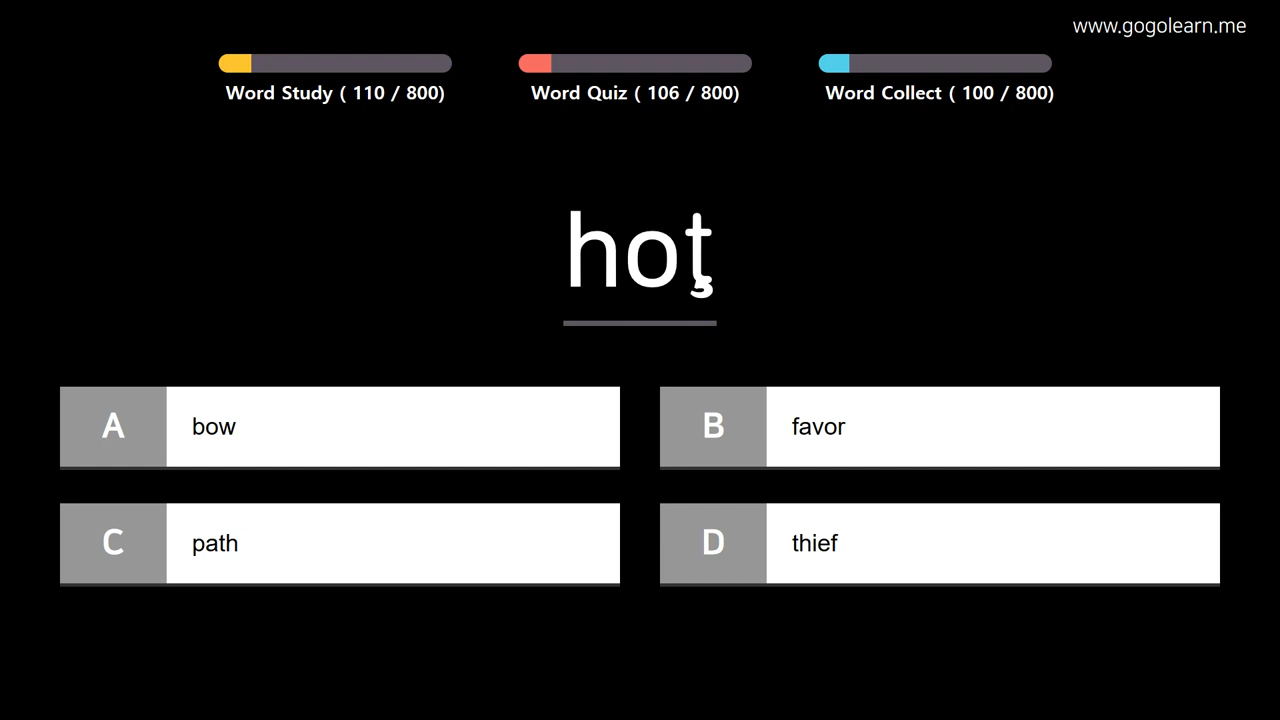 www.gogolearn.me
Word Study ( 110 / 800)
Word Quiz ( 106 / 800)
Word Collect ( 100 / 800)
hoţ
A bow
B favor
C path
D thief